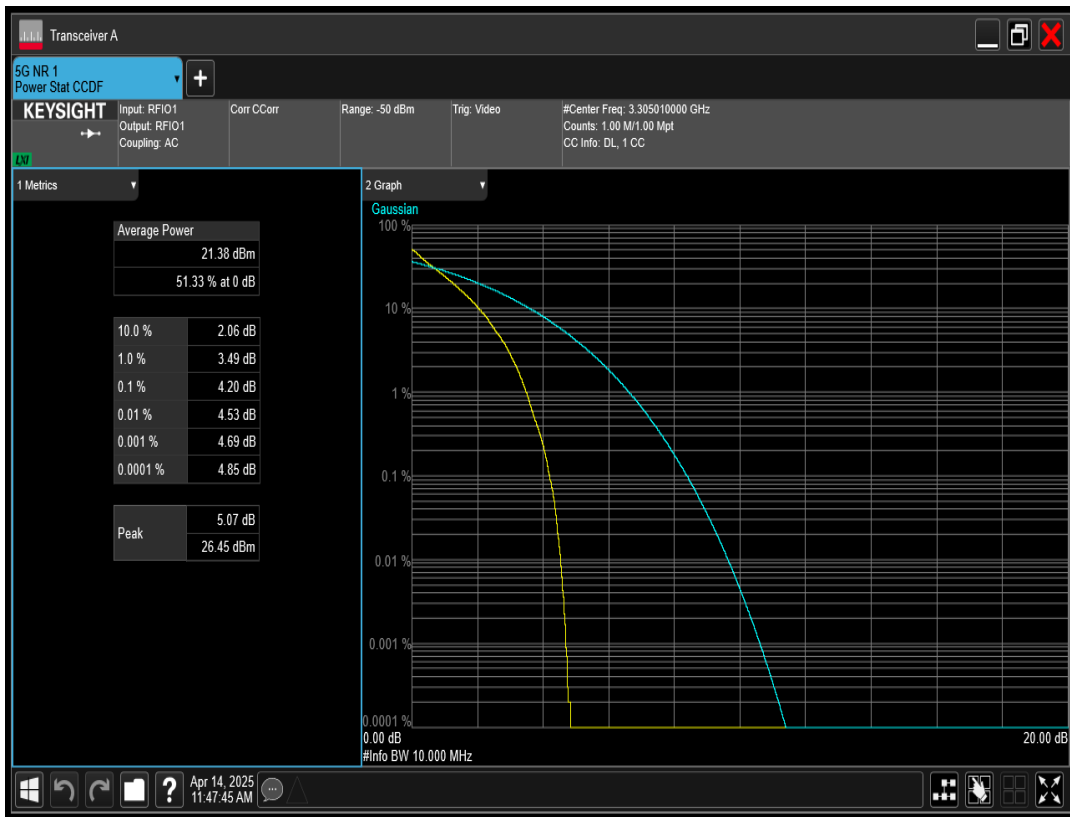 Transceiver A
5G NR 1
Power Stat CCDF
+
KEYSIGHT
LXI
Input: RFIO1
Output: RFIO1
Coupling: AC
Corr CCorr
Range: -50 dBm
Trig: Video
#Center Freq: 3.305010000 GHz
Counts: 1.00 M/1.00 Mpt
CC Info: DL, 1 CC
1 Metrics
Average Power
21.38 dBm
51.33 % at 0 dB
10.0 % 2.06 dB
1.0 % 3.49 dB
0.1 % 4.20 dB
0.01 % 4.53 dB
0.001 % 4.69 dB
0.0001 % 4.85 dB
Peak
5.07 dB
26.45 dBm
2 Graph
Gaussian
100 %
10 %
1 %
0.1 %
0.01 %
0.001 %
0.0001 %
0.00 dB 20.00 dB
#Info BW 10.000 MHz
?
Apr 14, 2025
11:47:45 AM